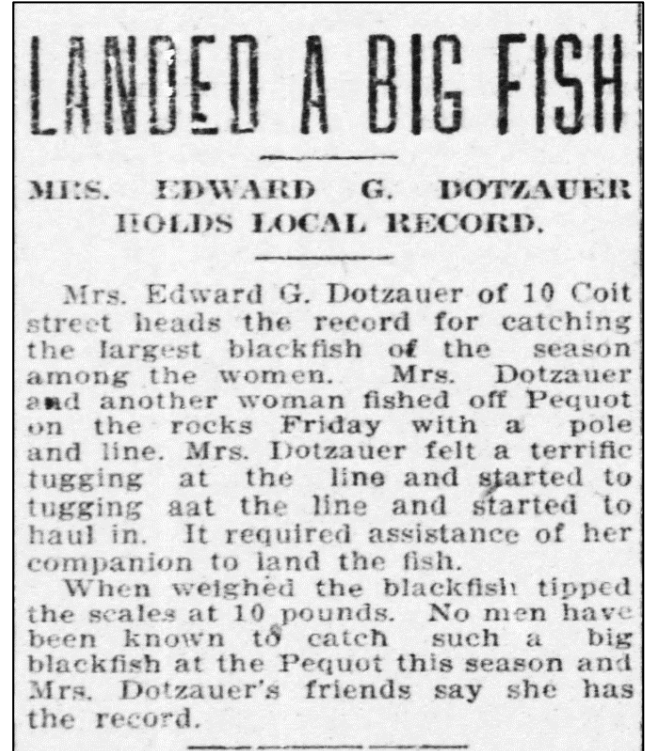 LANDED A BIG FISH
MRS. EDWARD G. DOTZAUER
HOLDS LOCAL RECORD.
Mrs. Edward G. Dotzauer of 10 Coit
street heads the record for catching
the largest blackfish of the season
among the women. Mrs. Dotzauer
and another woman fished off Pequot
on the rocks Friday with a pole
and line. Mrs. Dotzauer felt a terrific
tugging at the line and started to
tugging aat the line and started to
haul in. It required assistance of her
companion to land the fish.
When weighed the blackfish tipped
the scales at 10 pounds. No men have
been known to catch such a big
blackfish at the Pequot this season and
Mrs. Dotzauer's friends say she has
the record.